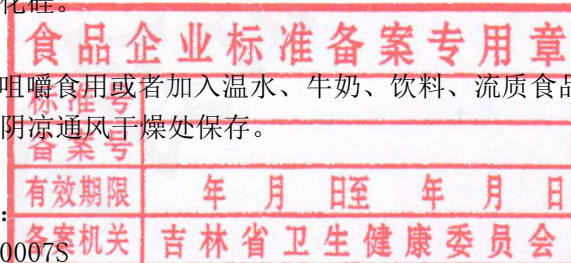 化硅。
食品企业标准备案专用章
咀嚼食用或者加入温水、牛奶、饮料、流质食品
标准号
阴凉通风干燥处保存。
备案号
有效期限 年 月 日至 年 月 日
：
备案机关 吉林省卫生健康委员会
0007S